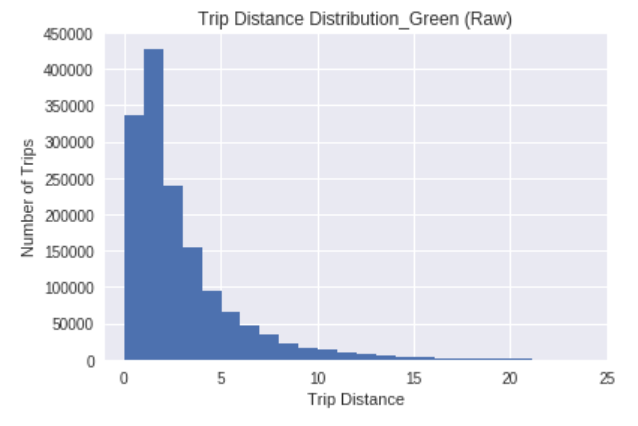 Trip Distance Distribution_Green (Raw)
450000
400000
350000
300000
250000
200000
150000
100000
50000
0
Number of Trips
0 5 10 15 20 25
Trip Distance